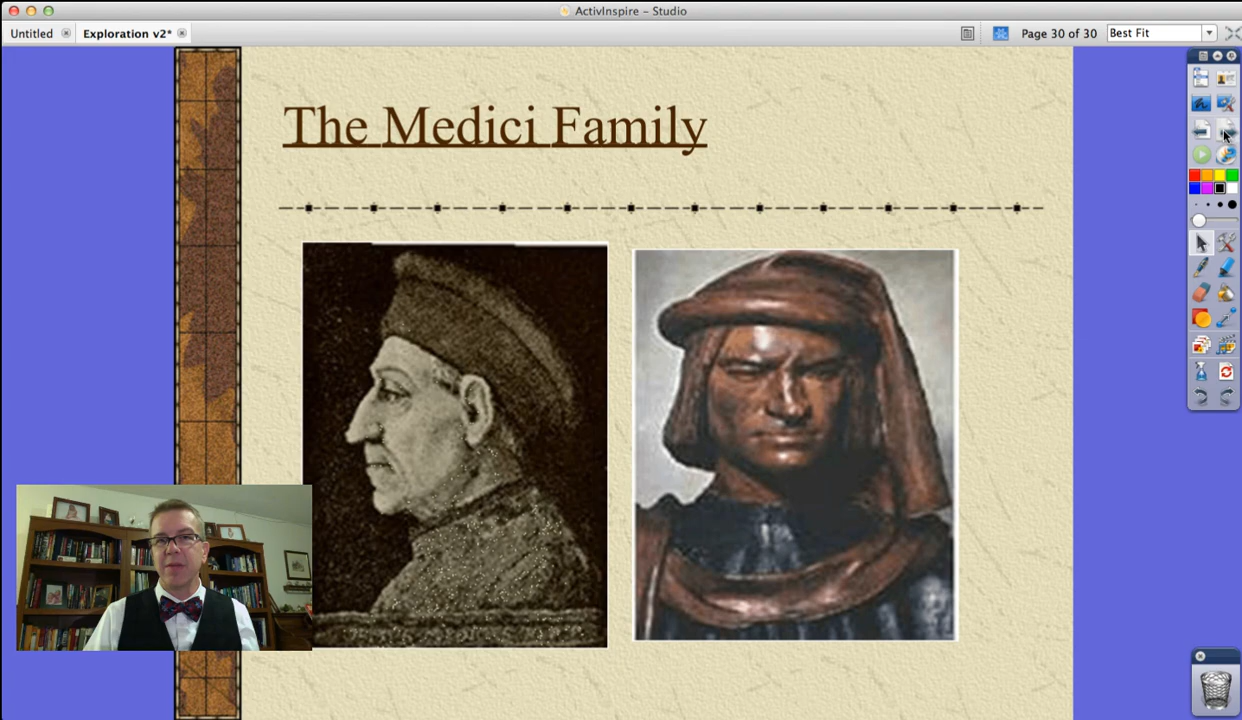 ActivInspire – Studio
Untitled
Exploration v2*
Page 30 of 30
Best Fit
The Medici Family